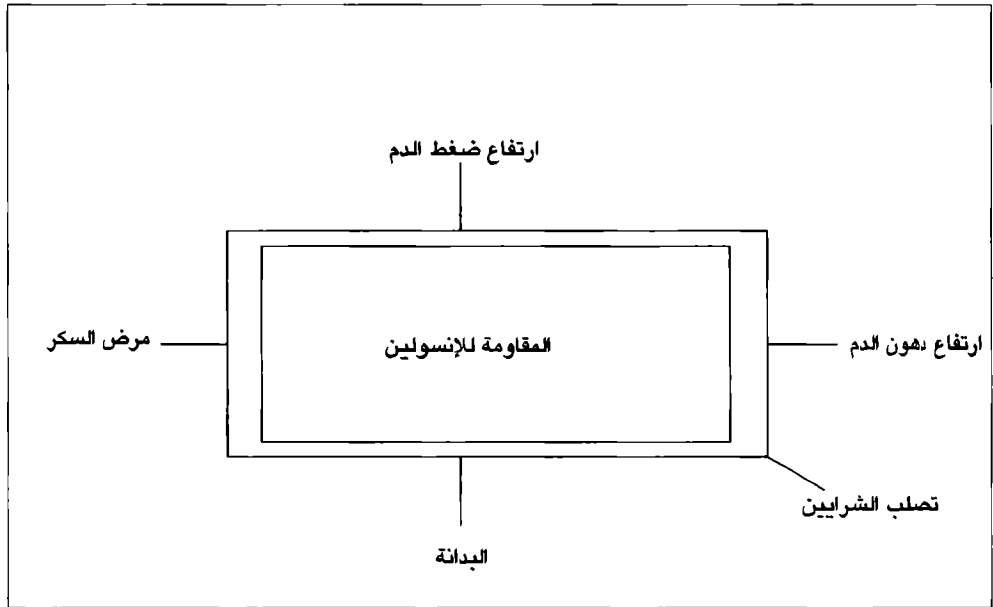 ارتفاع ضغط الدم
ارتفاع دهون الدم
المقاومة للإنسولين
مرض السكر
تصلب الشرايين
البدانة